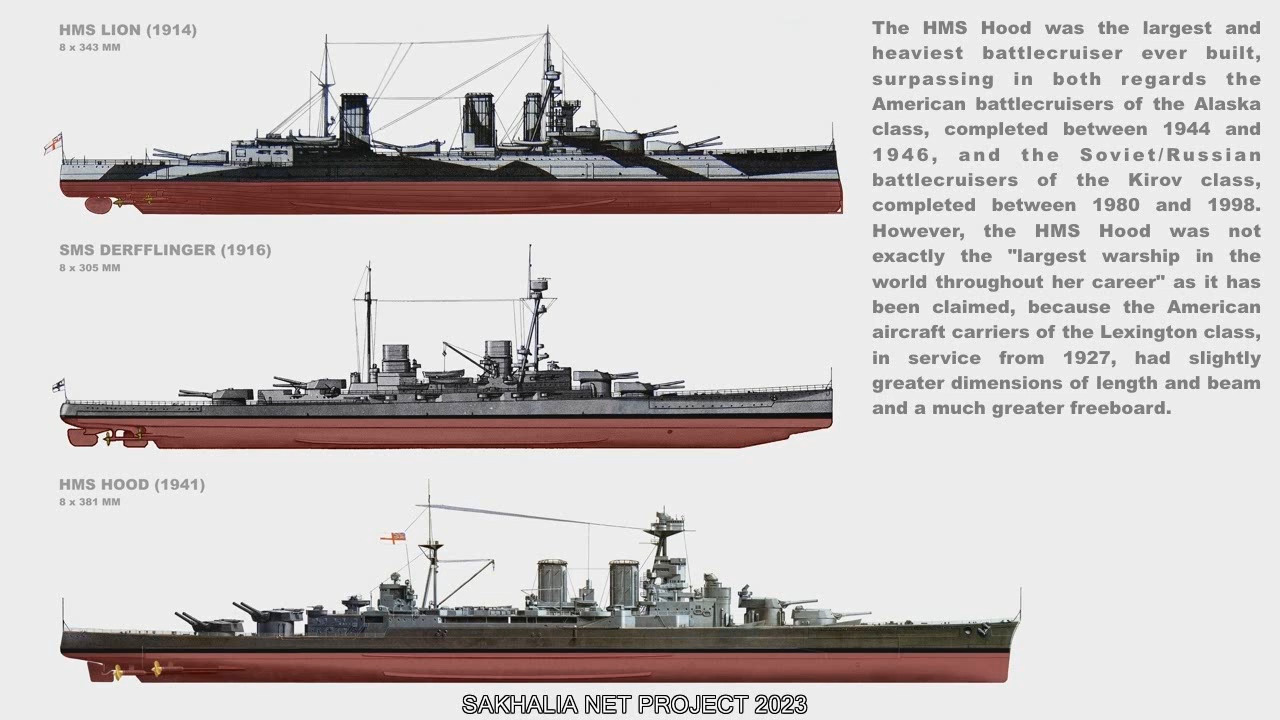 HMS LION (1914)
8 x 343 MM
SMS DERFFLINGER (1916)
8 x 305 MM
HMS HOOD (1941)
8 x 381 MM
The HMS Hood was the largest and
heaviest battlecruiser ever built,
surpassing in both regards the
American battlecruisers of the Alaska
class, completed between 1944 and
1946, and the Soviet/Russian
battlecruisers of the Kirov class,
completed between 1980 and 1998.
However, the HMS Hood was not
exactly the "largest warship in the
world throughout her career" as it has
been claimed, because the American
aircraft carriers of the Lexington class,
in service from 1927, had slightly
greater dimensions of length and beam
and a much greater freeboard.
SAKHALIA NET PROJECT 2023